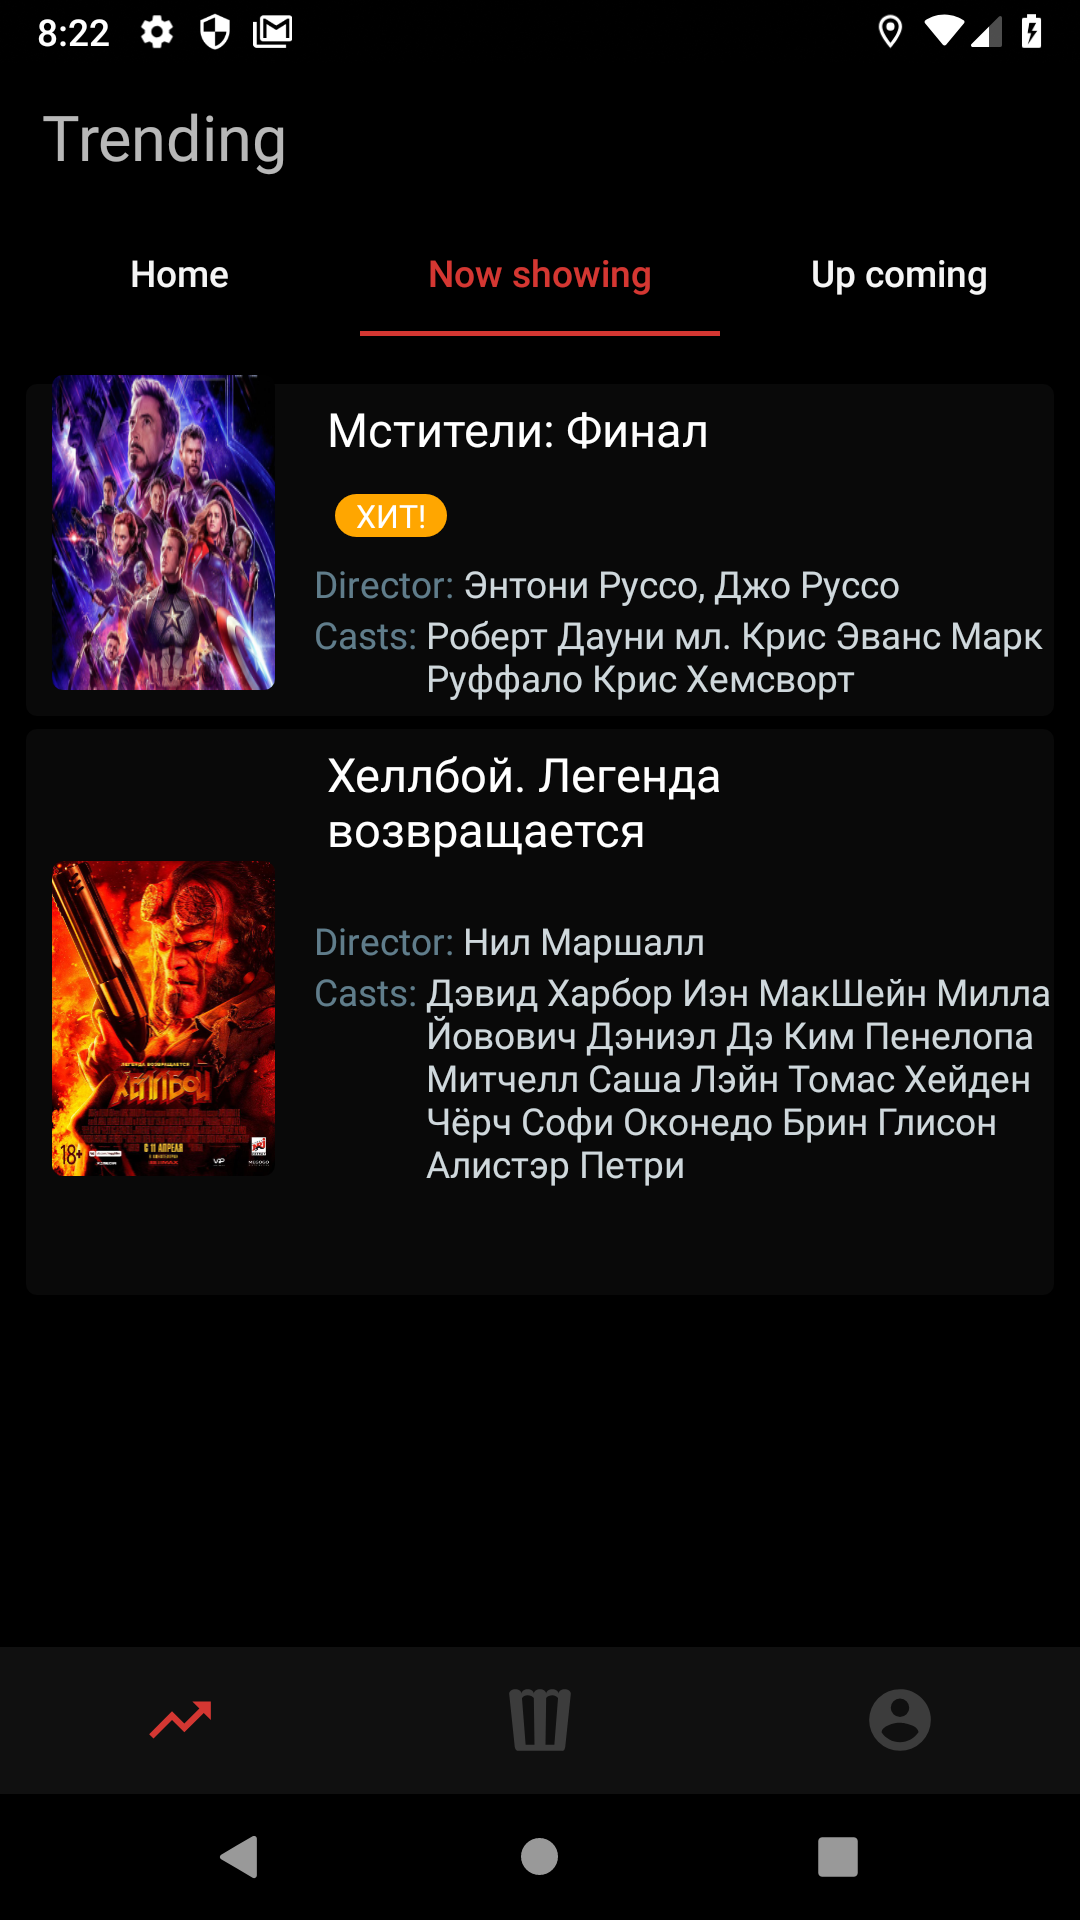 8:22
Trending
Home
Now showing
Up coming
Мстители: Финал
ХИТ!
Director: Энтони Руссо, Джо Руссо
Casts: Роберт Дауни мл. Крис Эванс Марк
Руффало Крис Хемсворт
Хеллбой. Легенда
возвращается
Director: Нил Маршалл
Casts: Дэвид Харбор Иэн МакШейн Милла
Йовович Дэниэл Дэ Ким Пенелопа
Митчелл Саша Лэйн Томас Хейден
Чёрч Софи Оконедо Брин Глисон
Алистэр Петри
ЛЕГЕНДА ВОЗВРАЩАЕТСЯ
ХЕЛЛБОЙ
С 11 АПРЕЛЯ
18+